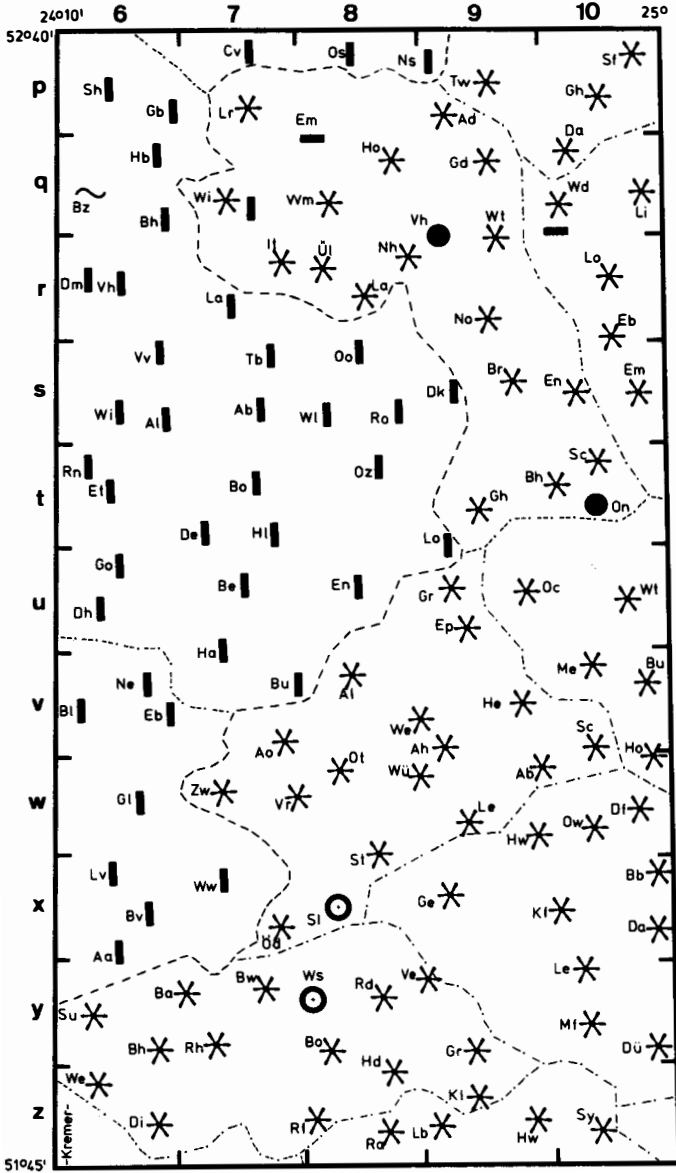 6 7 8 9 10
24°10' 25°
52°40'
Cv Os Ns Sf
p Sh Gb Lr Tw Gh
Em Ad Da
Hb Ho Gd
q Bz Wi Wm Wd Li
Bh Vh Wt
It Ül Nh Lo
r Dm Vh La La
No Eb
Vv Tb Oo Br En Em
s Wi Al Ab Wl Ro Dk
Rn Oz Sc
t Et Bo Bh
Gh On
De Hl Lo
Go
u Dh Be En Gr Oc Wt
Ep
Ha Me Bu
Ne Bu Al
v Bl Eb We He Sc
Ao Ah Ho
Ot Wü Ab
w Gl Zw Vr Le Df
Hw Ow
St
Lv Ww Bb
x Bv Sl Ge Kf Da
Aa Öd
Ws Ve Le
y Su Ba Bw Rd Mf
Bh Rh Bo Gr Dü
We Hd
z Kremer Kl
Di Rf Ra Lb Hw Sy
51°45'